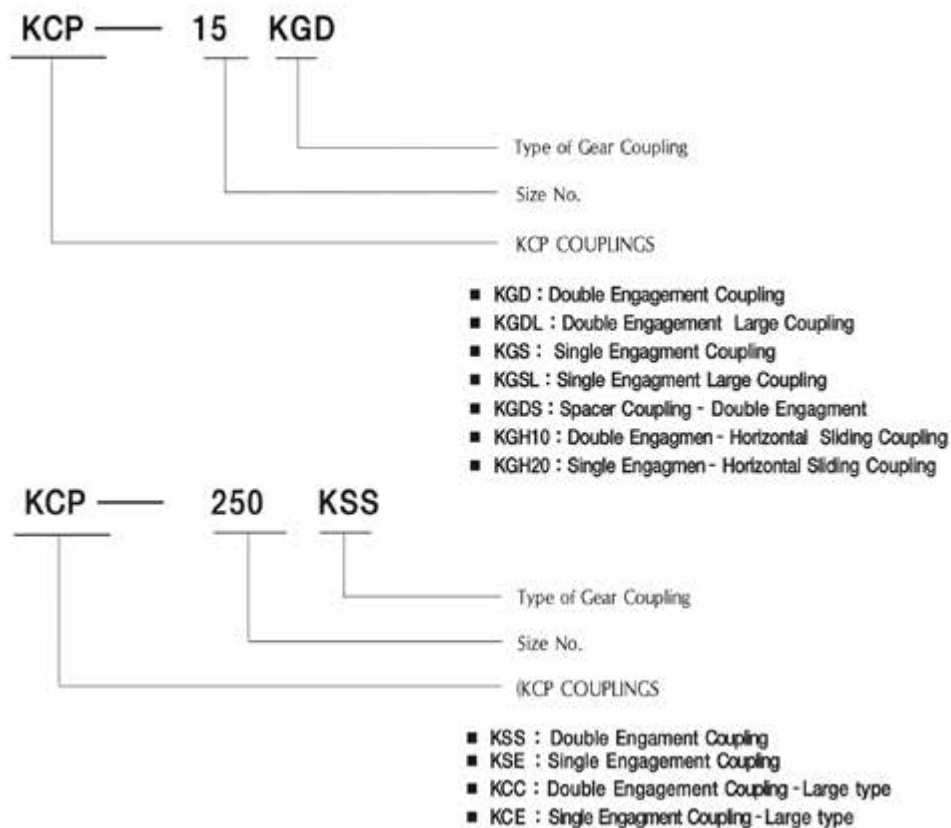 KCP — 15 KGD
Type of Gear Coupling
Size No.
KCP COUPLINGS
■ KGD : Double Engagement Coupling
■ KGDL : Double Engagement Large Coupling
■ KGS : Single Engagment Coupling
■ KGSL : Single Engagment Large Coupling
■ KGDS : Spacer Coupling - Double Engagment
■ KGH10 : Double Engagmen - Horizontal Sliding Coupling
■ KGH20 : Single Engagmen - Horizontal Sliding Coupling
KCP — 250 KSS
Type of Gear Coupling
Size No.
(KCP COUPLINGS
■ KSS : Double Engament Coupling
■ KSE : Single Engagement Coupling
■ KCC : Double Engagement Coupling - Large type
■ KCE : Single Engagment Coupling - Large type